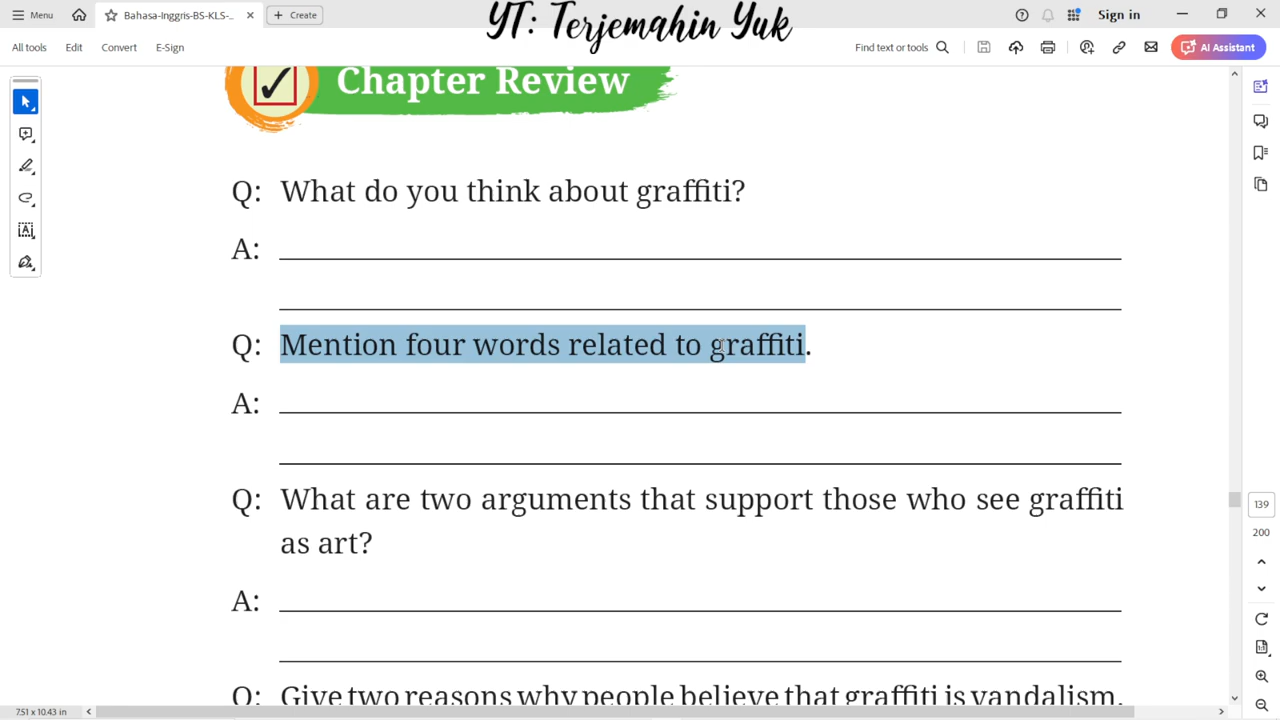 YT: Terjemahin Yuk
Menu
Bahasa-Inggris-BS-KLS-...
Create
Sign in
All tools
Edit
Convert
E-Sign
Find text or tools
AI Assistant
Chapter Review
Q: What do you think about graffiti?
A:
Q: Mention four words related to graffiti.
A:
Q: What are two arguments that support those who see graffiti
as art?
A:
Q: Give two reasons why people believe that graffiti is vandalism.
139
200
7.51 x 10.43 in